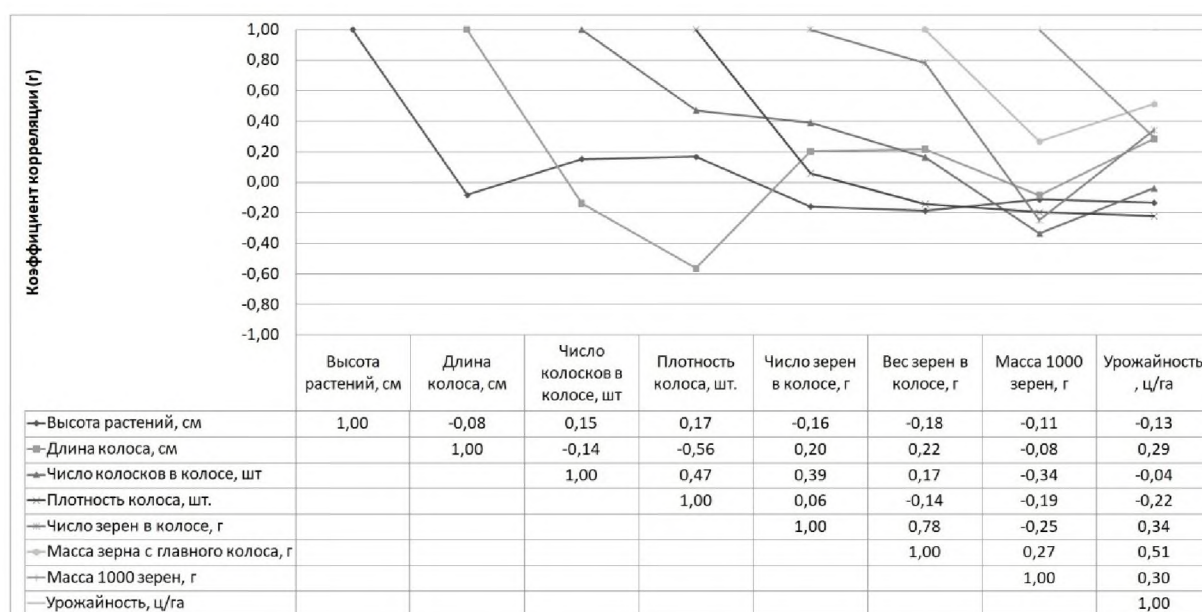 Коэффициент корреляции (r)
1,00
0,80
0,60
0,40
0,20
0,00
-0,20
-0,40
-0,60
-0,80
-1,00
Высота растений, см
Длина колоса, см
Число колосков в колосе, шт
Плотность колоса, шт.
Число зерен в колосе, г
Вес зерен в колосе, г
Масса 1000 зерен, г
Урожайность , ц/га
Высота растений, см 1,00 -0,08 0,15 0,17 -0,16 -0,18 -0,11 -0,13
Длина колоса, см 1,00 -0,14 -0,56 0,20 0,22 -0,08 0,29
Число колосков в колосе, шт 1,00 0,47 0,39 0,17 -0,34 -0,04
Плотность колоса, шт. 1,00 0,06 -0,14 -0,19 -0,22
Число зерен в колосе, г 1,00 0,78 -0,25 0,34
Масса зерна с главного колоса, г 1,00 0,27 0,51
Масса 1000 зерен, г 1,00 0,30
Урожайность, ц/га 1,00